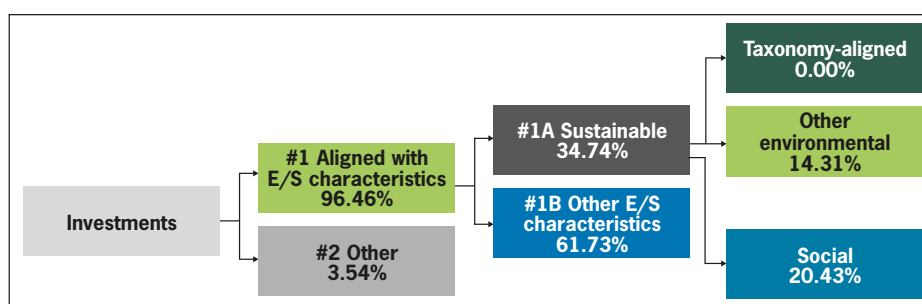 Investments
#1 Aligned with
E/S characteristics
96.46%
#2 Other
3.54%
#1A Sustainable
34.74%
#1B Other E/S
characteristics
61.73%
Taxonomy-aligned
0.00%
Other
environmental
14.31%
Social
20.43%